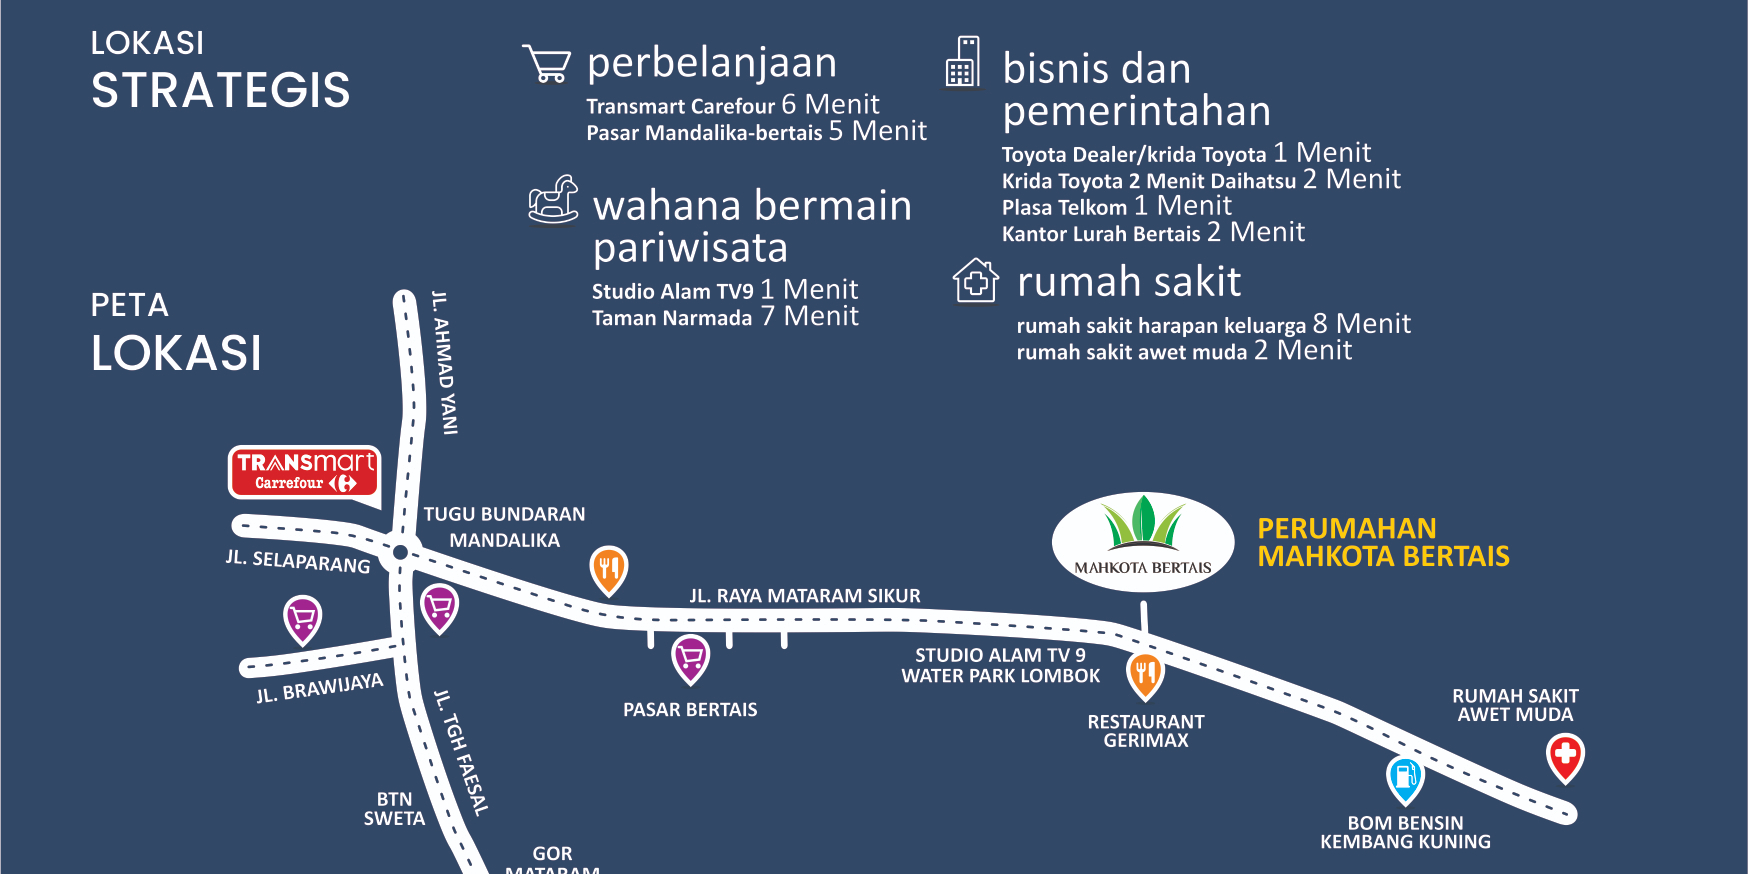 LOKASI
STRATEGIS
perbelanjaan
Transmart Carefour 6 Menit
Pasar Mandalika-bertais 5 Menit
wahana bermain
pariwisata
Studio Alam TV9 1 Menit
Taman Narmada 7 Menit
bisnis dan
pemerintahan
Toyota Dealer/krida Toyota 1 Menit
Krida Toyota 2 Menit Daihatsu 2 Menit
Plasa Telkom 1 Menit
Kantor Lurah Bertais 2 Menit
rumah sakit
rumah sakit harapan keluarga 8 Menit
rumah sakit awet muda 2 Menit
PETA
LOKASI
JL. AHMAD YANI
TRANSmart
Carrefour
TUGU BUNDARAN
MANDALIKA
JL. SELAPARANG
JL. BRAWIJAYA
JL. TGH FAESAL
BTN
SWETA
GOR
MATARAM
JL. RAYA MATARAM SIKUR
PASAR BERTAIS
MAHKOTA BERTAIS
PERUMAHAN
MAHKOTA BERTAIS
STUDIO ALAM TV 9
WATER PARK LOMBOK
RESTAURANT
GERIMAX
RUMAH SAKIT
AWET MUDA
BOM BENSIN
KEMBANG KUNING